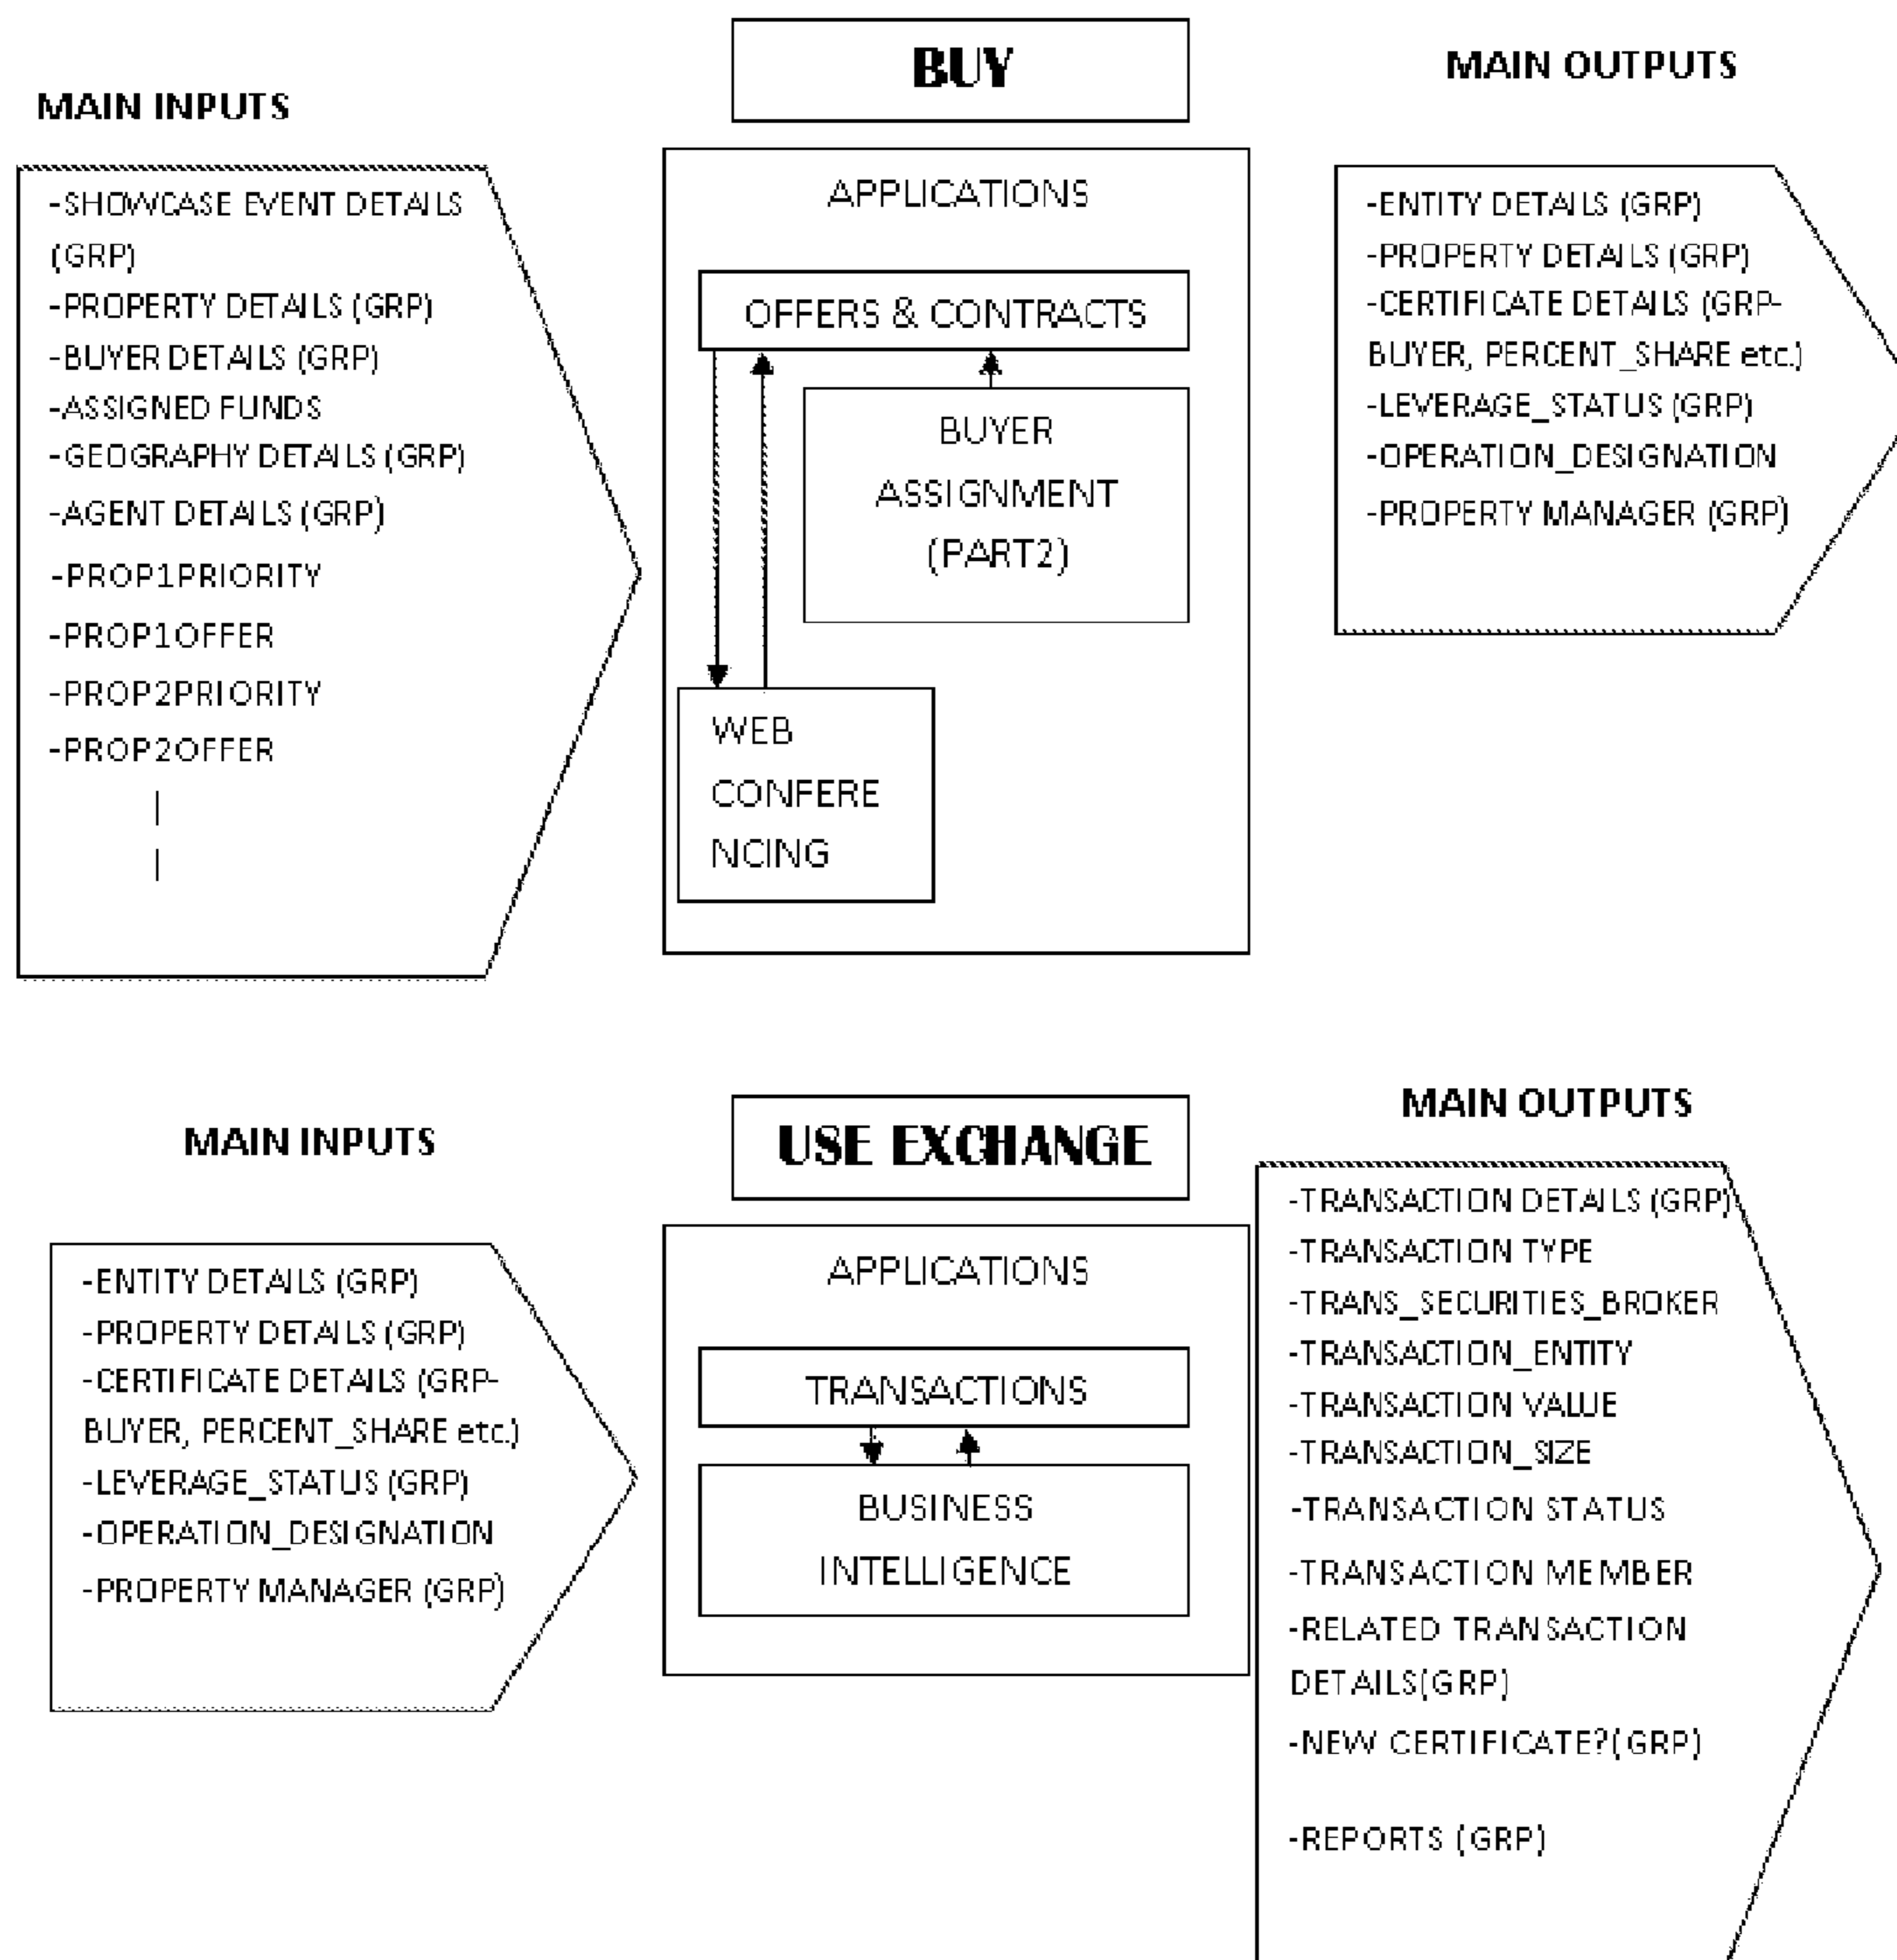 BUY
MAIN INPUTS
-SHOWCASE EVENT DETAILS
(GRP)
-PROPERTY DETAILS (GRP)
-BUYER DETAILS (GRP)
-ASSIGNED FUNDS
-GEOGRAPHY DETAILS (GRP)
-AGENT DETAILS (GRP)
-PROP1PRIORITY
-PROP1OFFER
-PROP2PRIORITY
-PROP2OFFER
|
|
APPLICATIONS
OFFERS & CONTRACTS
BUYER
ASSIGNMENT
(PART2)
WEB
CONFERE
NCING
MAIN OUTPUTS
-ENTITY DETAILS (GRP)
-PROPERTY DETAILS (GRP)
-CERTIFICATE DETAILS (GRP-
BUYER, PERCENT_SHARE etc.)
-LEVERAGE_STATUS (GRP)
-OPERATION_DESIGNATION
-PROPERTY MANAGER (GRP)
USE EXCHANGE
MAIN INPUTS
-ENTITY DETAILS (GRP)
-PROPERTY DETAILS (GRP)
-CERTIFICATE DETAILS (GRP-
BUYER, PERCENT_SHARE etc.)
-LEVERAGE_STATUS (GRP)
-OPERATION_DESIGNATION
-PROPERTY MANAGER (GRP)
APPLICATIONS
TRANSACTIONS
BUSINESS
INTELLIGENCE
MAIN OUTPUTS
-TRANSACTION DETAILS (GRP)
-TRANSACTION TYPE
-TRANS_SECURITIES_BROKER
-TRANSACTION_ENTITY
-TRANSACTION VALUE
-TRANSACTION_SIZE
-TRANSACTION STATUS
-TRANSACTION MEMBER
-RELATED TRANSACTION
DETAILS(GRP)
-NEW CERTIFICATE?(GRP)
-REPORTS (GRP)